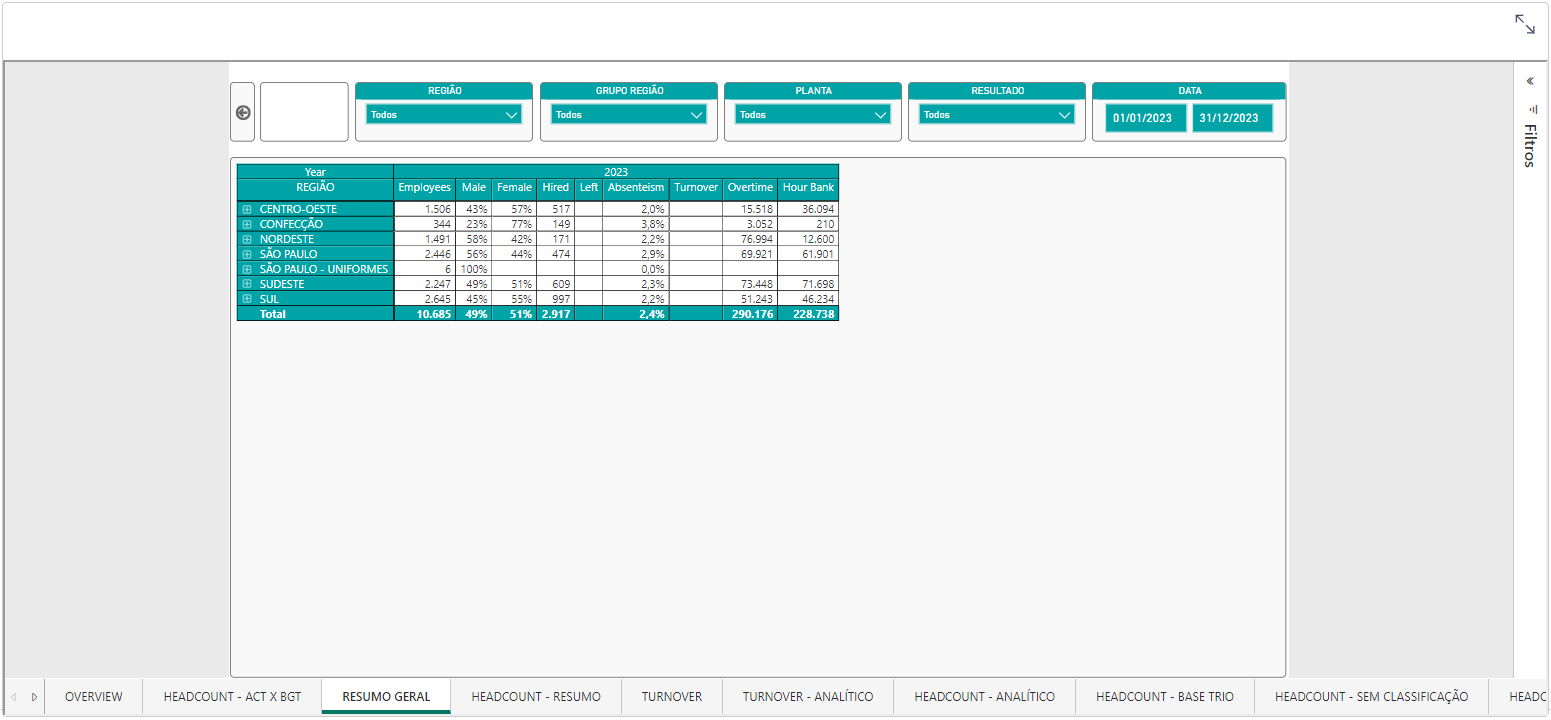 REGIÃO GRUPO REGIÃO PLANTA RESULTADO DATA
Todos Todos Todos Todos 01/01/2023 31/12/2023
Filtros
Year 2023
REGIÃO Employees Male Female Hired Left Absenteism Turnover Overtime Hour Bank
CENTRO-OESTE 1.506 43% 57% 517 2,0% 15.518 36.094
CONFECÇÃO 344 23% 77% 149 3,8% 3.052 210
NORDESTE 1.491 58% 42% 171 2,2% 76.994 12.600
SÃO PAULO 2.446 56% 44% 474 2,9% 69.921 61.901
SÃO PAULO - UNIFORMES 6 100% 0,0%
SUDESTE 2.247 49% 51% 609 2,3% 73.448 71.698
SUL 2.645 45% 55% 997 2,2% 51.243 46.234
Total 10.685 49% 51% 2.917 2,4% 290.176 228.738
OVERVIEW HEADCOUNT - ACT X BGT RESUMO GERAL HEADCOUNT - RESUMO TURNOVER TURNOVER - ANALÍTICO HEADCOUNT - ANALÍTICO HEADCOUNT - BASE TRIO HEADCOUNT - SEM CLASSIFICAÇÃO HEADC